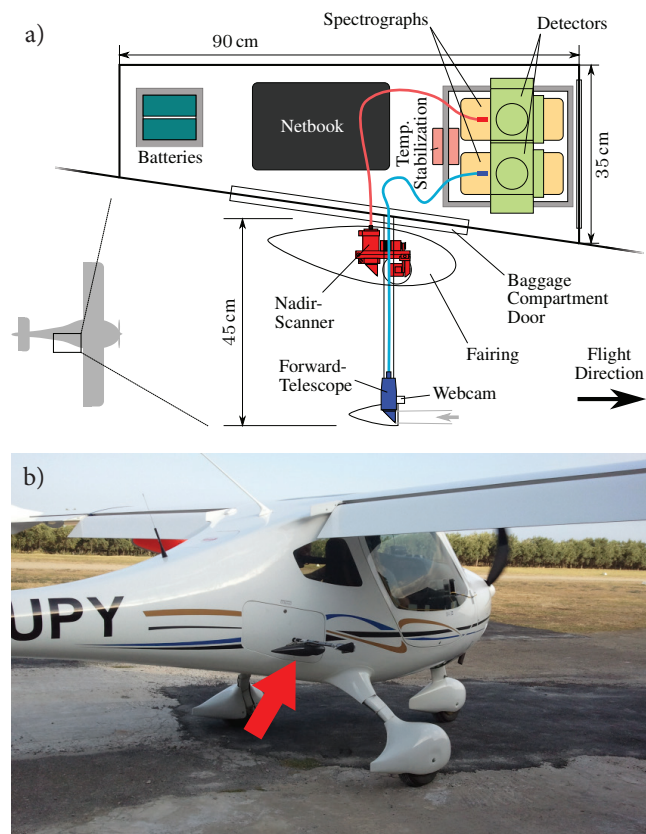 a)
90 cm
Spectrographs
Detectors
Netbook
Batteries
Temp.
Stabilization
35 cm
45 cm
Nadir-
Scanner
Baggage
Compartment
Door
Fairing
Forward-
Telescope
Webcam
Flight
Direction
b)
UPY